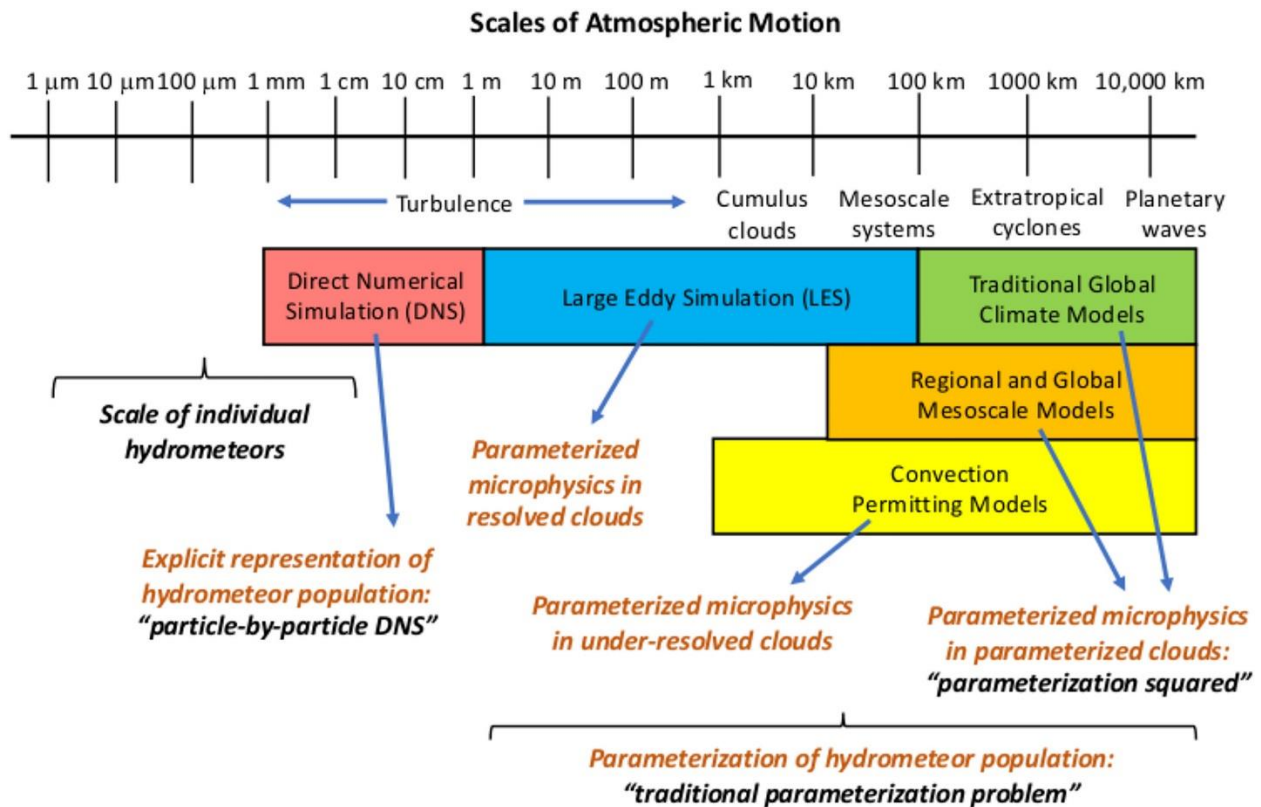 Scales of Atmospheric Motion
1 μm 10 μm 100 μm 1 mm 1 cm 10 cm 1 m 10 m 100 m 1 km 10 km 100 km 1000 km 10,000 km
Turbulence
Cumulus
clouds
Mesoscale
systems
Extratropical
cyclones
Planetary
waves
Direct Numerical
Simulation (DNS)
Large Eddy Simulation (LES)
Traditional Global
Climate Models
Regional and Global
Mesoscale Models
Convection
Permitting Models
Scale of individual
hydrometeors
Parameterized
microphysics in
resolved clouds
Explicit representation of
hydrometeor population:
“particle-by-particle DNS”
Parameterized microphysics
in under-resolved clouds
Parameterized microphysics
in parameterized clouds:
“parameterization squared”
Parameterization of hydrometeor population:
“traditional parameterization problem”